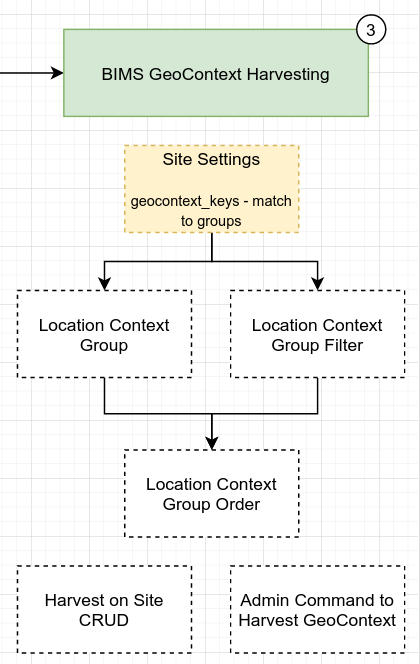 3
BIMS GeoContext Harvesting
Site Settings
geocontext_keys - match
to groups
Location Context
Group
Location Context
Group Filter
Location Context
Group Order
Harvest on Site
CRUD
Admin Command to
Harvest GeoContext